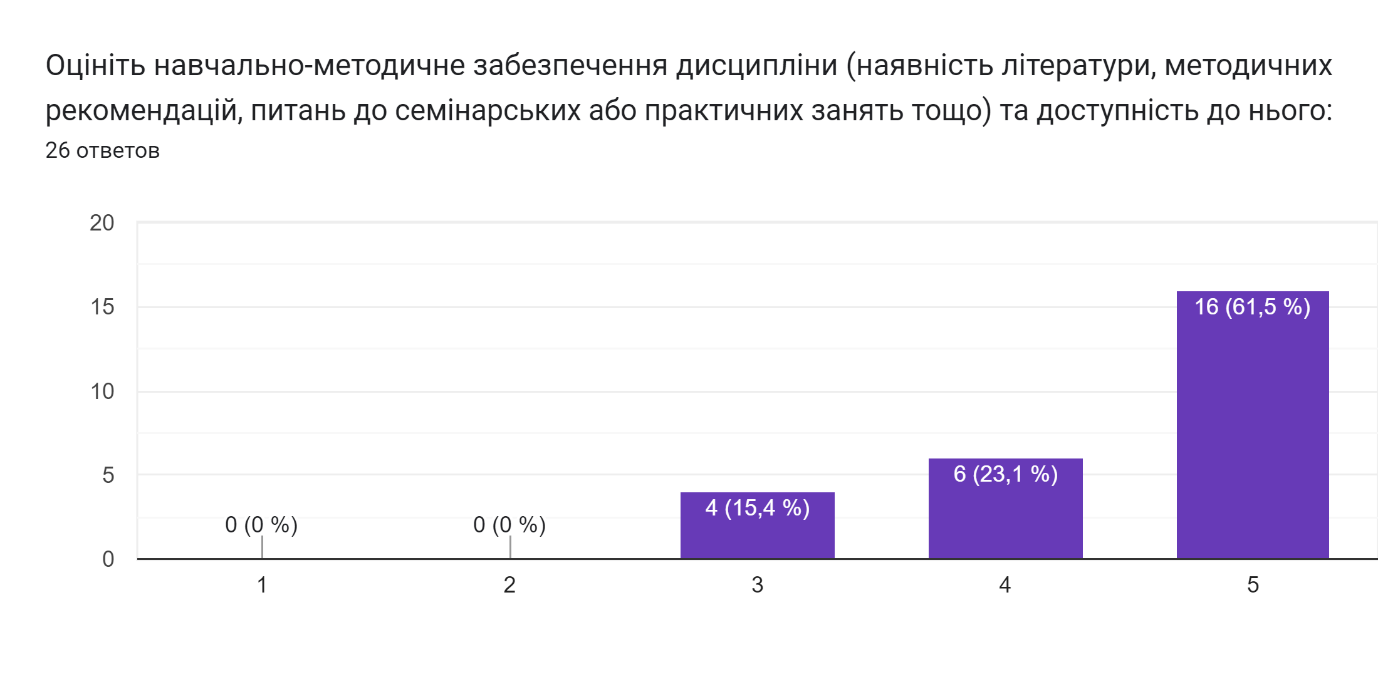 Оцініть навчально-методичне забезпечення дисципліни (наявність літератури, методичних
рекомендацій, питань до семінарських або практичних занять тощо) та доступність до нього:
26 ответов
20
15
10
5
0
0 (0 %)
0 (0 %)
4 (15,4 %)
6 (23,1 %)
16 (61,5 %)
1
2
3
4
5